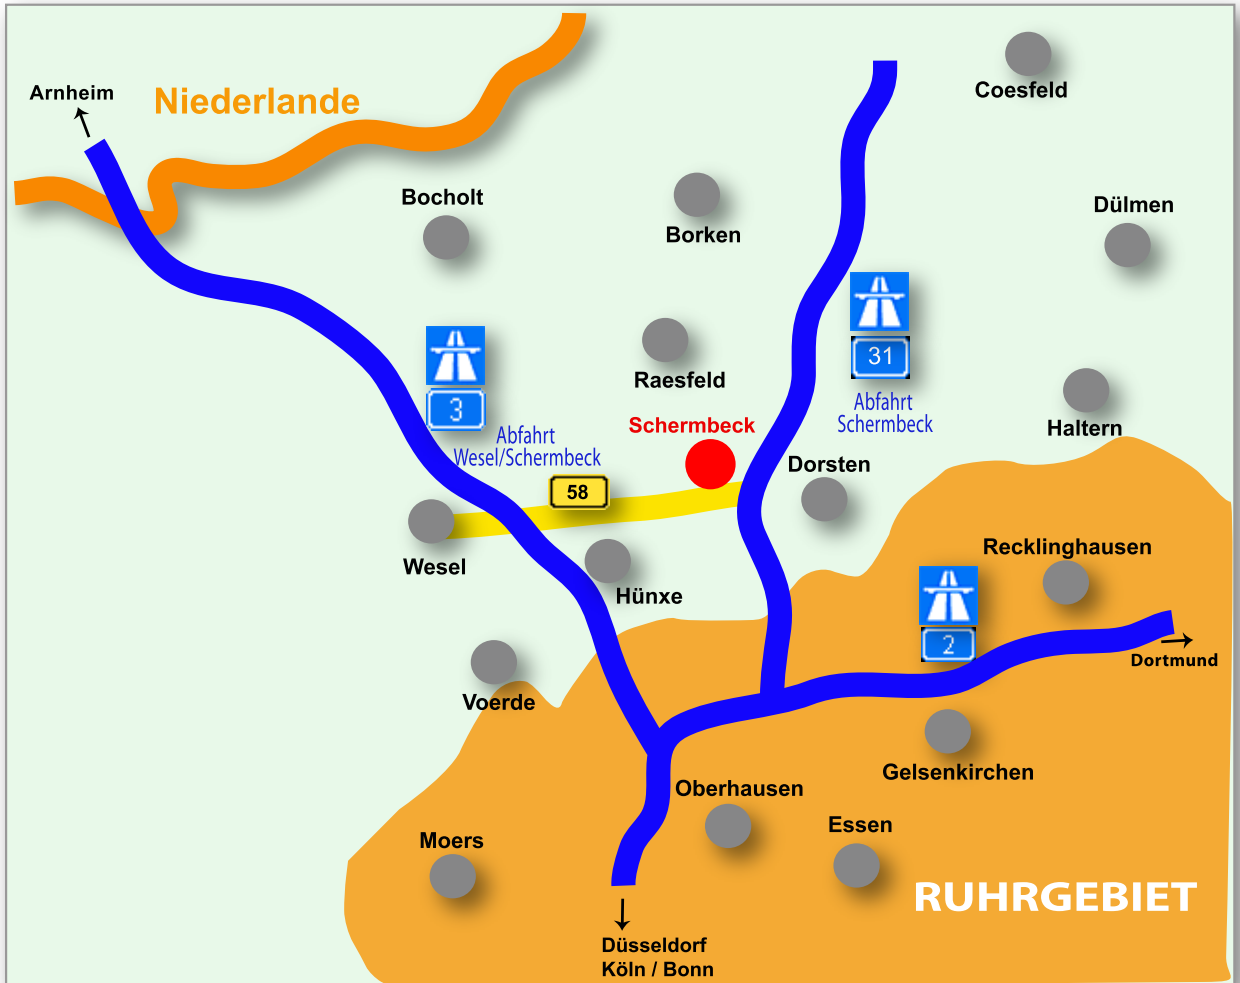 Coesfeld
Arnheim
Niederlande
Bocholt
Borken
Dülmen
31
Raesfeld
3
Abfahrt
Schermbeck
Abfahrt
Wesel/Schermbeck
Schermbeck
Haltern
Dorsten
58
Wesel
Recklinghausen
Hünxe
2
Dortmund
Voerde
Gelsenkirchen
Oberhausen
Essen
Moers
RUHRGEBIET
Düsseldorf
Köln / Bonn